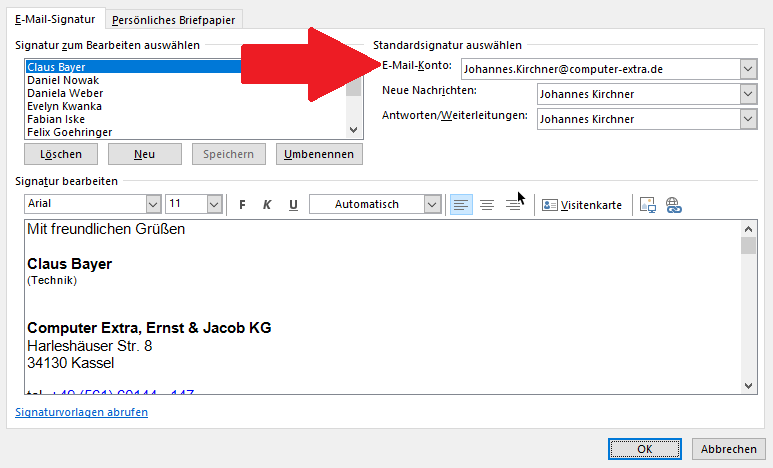 E-Mail-Signatur
Persönliches Briefpapier
Signatur zum Bearbeiten auswählen
Claus Bayer
Daniel Nowak
Daniela Weber
Evelyn Kwanka
Fabian Iske
Felix Goehringer
Löschen
Neu
Speichern
Umbenennen
Standardsignatur auswählen
E-Mail-Konto: Johannes.Kirchner@computer-extra.de
Neue Nachrichten: Johannes Kirchner
Antworten/Weiterleitungen: Johannes Kirchner
Signatur bearbeiten
Arial 11 F K U Automatisch Visitenkarte
Mit freundlichen Grüßen
Claus Bayer
(Technik)
Computer Extra, Ernst & Jacob KG
Harleshäuser Str. 8
34130 Kassel
Signaturvorlagen abrufen
OK
Abbrechen